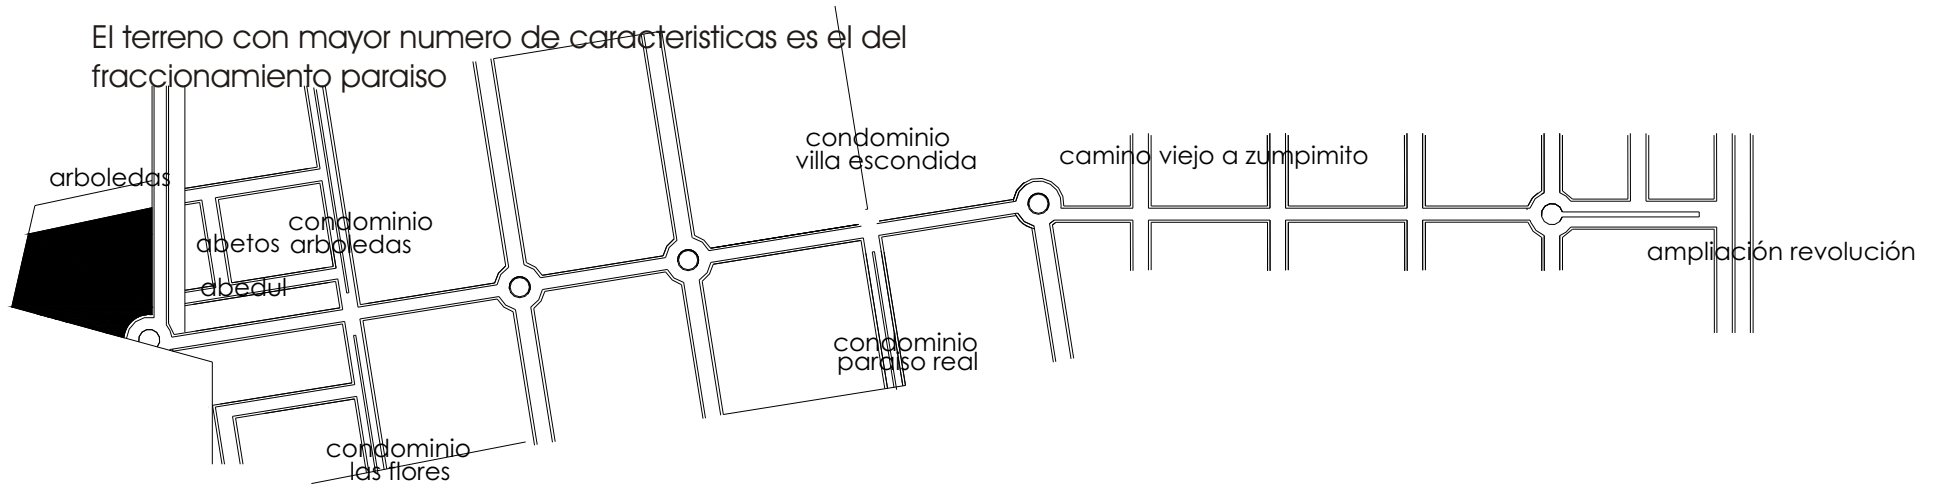 El terreno con mayor numero de caracteristicas es el del
fraccionamiento paraiso
condominio
villa escondida
camino viejo a zumpimito
arboledas
condominio
arboledas
abetos
abedul
ampliación revolución
condominio
paraiso real
condominio
las flores